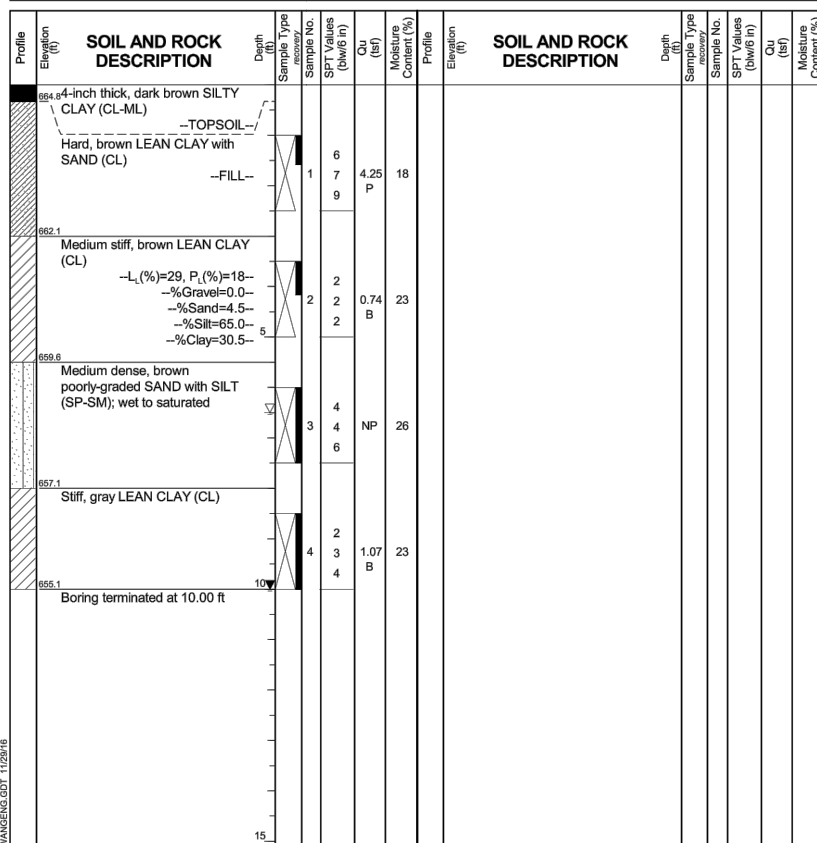 Profile
Elevation (ft)
SOIL AND ROCK DESCRIPTION
Depth (ft)
Sample Type recovery
Sample No.
SPT Values (blw/6 in)
Qu (tsf)
Moisture Content (%)
Profile
Elevation (ft)
SOIL AND ROCK DESCRIPTION
Depth (ft)
Sample Type recovery
Sample No.
SPT Values (blw/6 in)
Qu (tsf)
Moisture Content (%)
664.8 4-inch thick, dark brown SILTY
CLAY (CL-ML)
--TOPSOIL--
Hard, brown LEAN CLAY with
SAND (CL)
--FILL--
1
6
7
9
4.25
P
18
662.1
Medium stiff, brown LEAN CLAY
(CL)
--LL(%)=29, PL(%)=18--
--%Gravel=0.0--
--%Sand=4.5--
--%Silt=65.0--
--%Clay=30.5--
5
2
2
2
2
0.74
B
23
659.6
Medium dense, brown
poorly-graded SAND with SILT
(SP-SM); wet to saturated
3
4
4
6
NP
26
657.1
Stiff, gray LEAN CLAY (CL)
4
2
3
4
1.07
B
23
655.1
10
Boring terminated at 10.00 ft
15
WANGENG.GDT 11/29/16